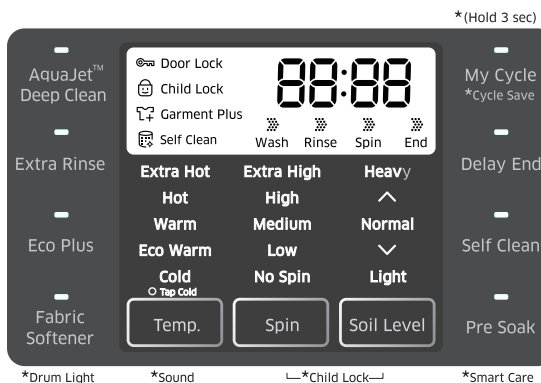 *(Hold 3 sec)
AquaJet™
Deep Clean
Extra Rinse
Eco Plus
Fabric
Softener
Door Lock
Child Lock
Garment Plus
Self Clean
88:88
Wash Rinse Spin End
Extra Hot Extra High Heavy
Hot High
Warm Medium Normal
Eco Warm Low
Cold No Spin Light
Tap Cold
Temp. Spin Soil Level
My Cycle
*Cycle Save
Delay End
Self Clean
Pre Soak
*Drum Light *Sound *Child Lock *Smart Care